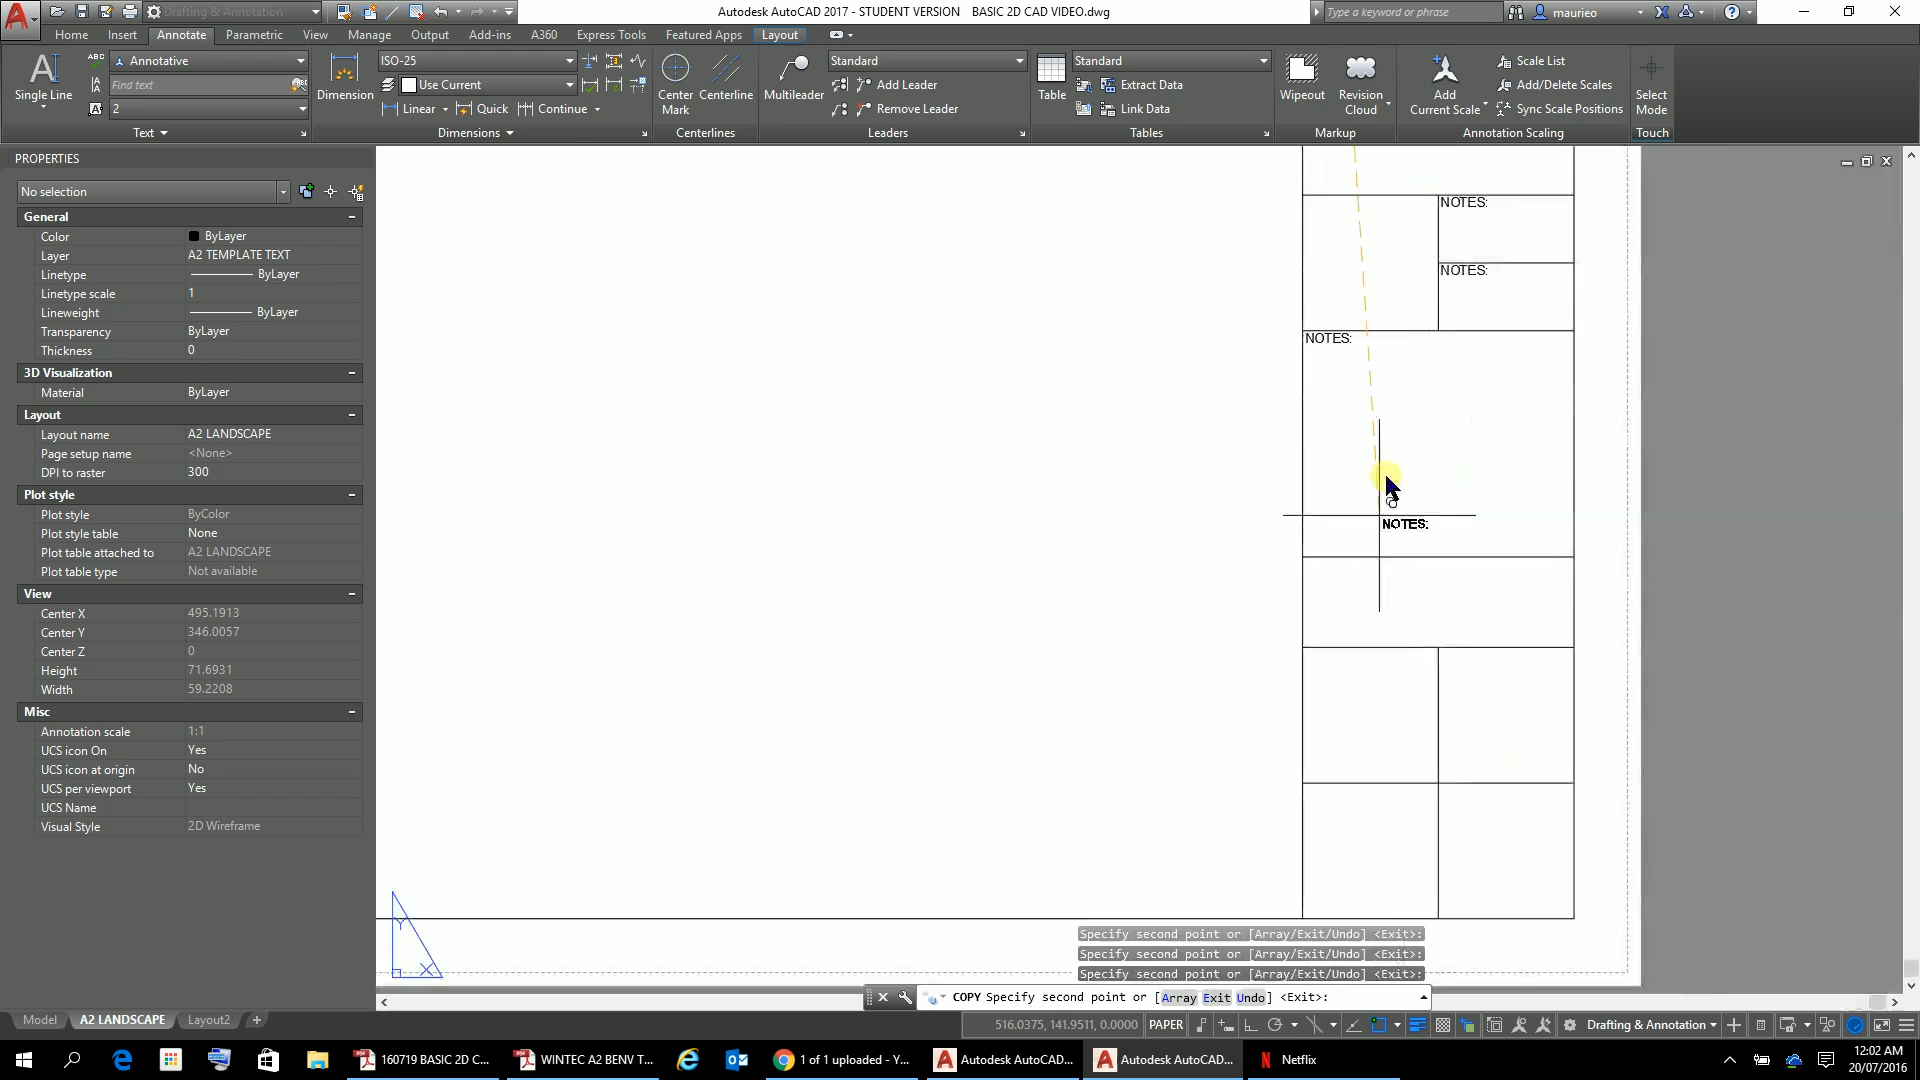 Drafting & Annotation
Autodesk AutoCAD 2017 - STUDENT VERSION BASIC 2D CAD VIDEO.dwg
Type a keyword or phrase
maurieo
Home Insert Annotate Parametric View Manage Output Add-ins A360 Express Tools Featured Apps Layout
Single Line
Annotative
Find text
2
Text
Dimension
ISO-25
Use Current
Linear Quick Continue
Dimensions
Center Mark
Centerline
Centerlines
Multileader
Standard
Add Leader
Remove Leader
Leaders
Table
Standard
Extract Data
Link Data
Tables
Wipeout
Revision Cloud
Markup
Add Current Scale
Scale List
Add/Delete Scales
Sync Scale Positions
Annotation Scaling
Select Mode
Touch
PROPERTIES
No selection
General
Color ByLayer
Layer A2 TEMPLATE TEXT
Linetype ByLayer
Linetype scale 1
Lineweight ByLayer
Transparency ByLayer
Thickness 0
3D Visualization
Material ByLayer
Layout
Layout name A2 LANDSCAPE
Page setup name <None>
DPI to raster 300
Plot style
Plot style ByColor
Plot style table None
Plot table attached to A2 LANDSCAPE
Plot table type Not available
View
Center X 495.1913
Center Y 346.0057
Center Z 0
Height 71.6931
Width 59.2208
Misc
Annotation scale 1:1
UCS icon On Yes
UCS icon at origin No
UCS per viewport Yes
UCS Name
Visual Style 2D Wireframe
NOTES:
NOTES:
NOTES:
NOTES:
Y
X
Specify second point or [Array/Exit/Undo] <Exit>:
Specify second point or [Array/Exit/Undo] <Exit>:
Specify second point or [Array/Exit/Undo] <Exit>:
COPY Specify second point or [Array Exit Undo] <Exit>:
Model A2 LANDSCAPE Layout2
516.0375, 141.9511, 0.0000 PAPER
Drafting & Annotation
160719 BASIC 2D C...
WINTEC A2 BENV T...
1 of 1 uploaded - Y...
Autodesk AutoCAD...
Autodesk AutoCAD...
Netflix
12:02 AM
20/07/2016